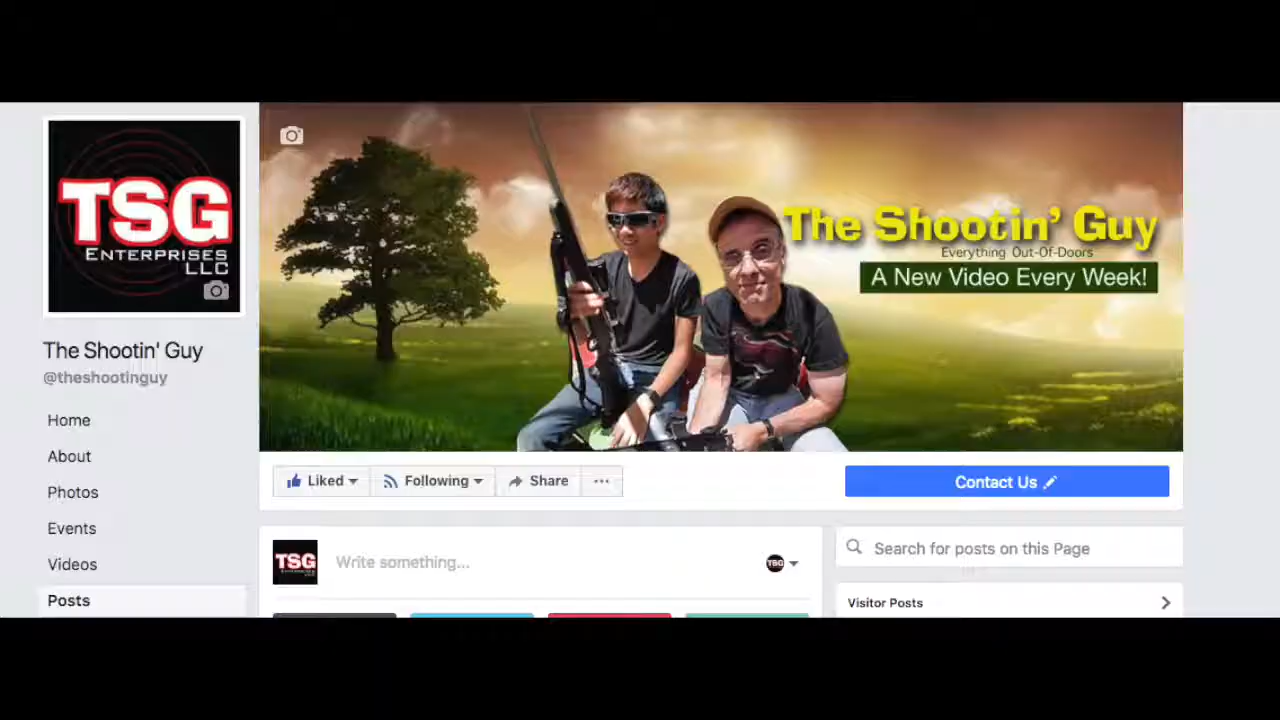 TSG
ENTERPRISES
LLC
The Shootin' Guy
@theshootinguy
Home
About
Photos
Events
Videos
Posts
The Shootin' Guy
Everything Out-Of-Doors
A New Video Every Week!
Liked
Following
Share
...
Contact Us
TSG
Write something...
TSG
Search for posts on this Page
Visitor Posts